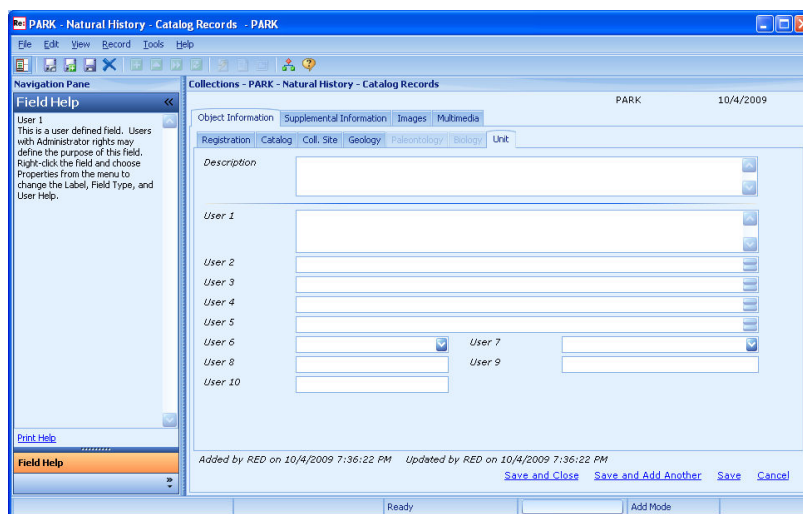 Re: PARK - Natural History - Catalog Records - PARK
File Edit View Record Tools Help
Navigation Pane
Collections - PARK - Natural History - Catalog Records
Field Help «
PARK 10/4/2009
User 1
This is a user defined field. Users
with Administrator rights may
define the purpose of this field.
Right-click the field and choose
Properties from the menu to
change the Label, Field Type, and
User Help.
Object Information Supplemental Information Images Multimedia
Registration Catalog Coll. Site Geology Paleontology Biology Unit
Description
User 1
User 2
User 3
User 4
User 5
User 6 User 7
User 8 User 9
User 10
Print Help
Field Help
»
Added by RED on 10/4/2009 7:36:22 PM Updated by RED on 10/4/2009 7:36:22 PM
Save and Close Save and Add Another Save Cancel
Ready Add Mode